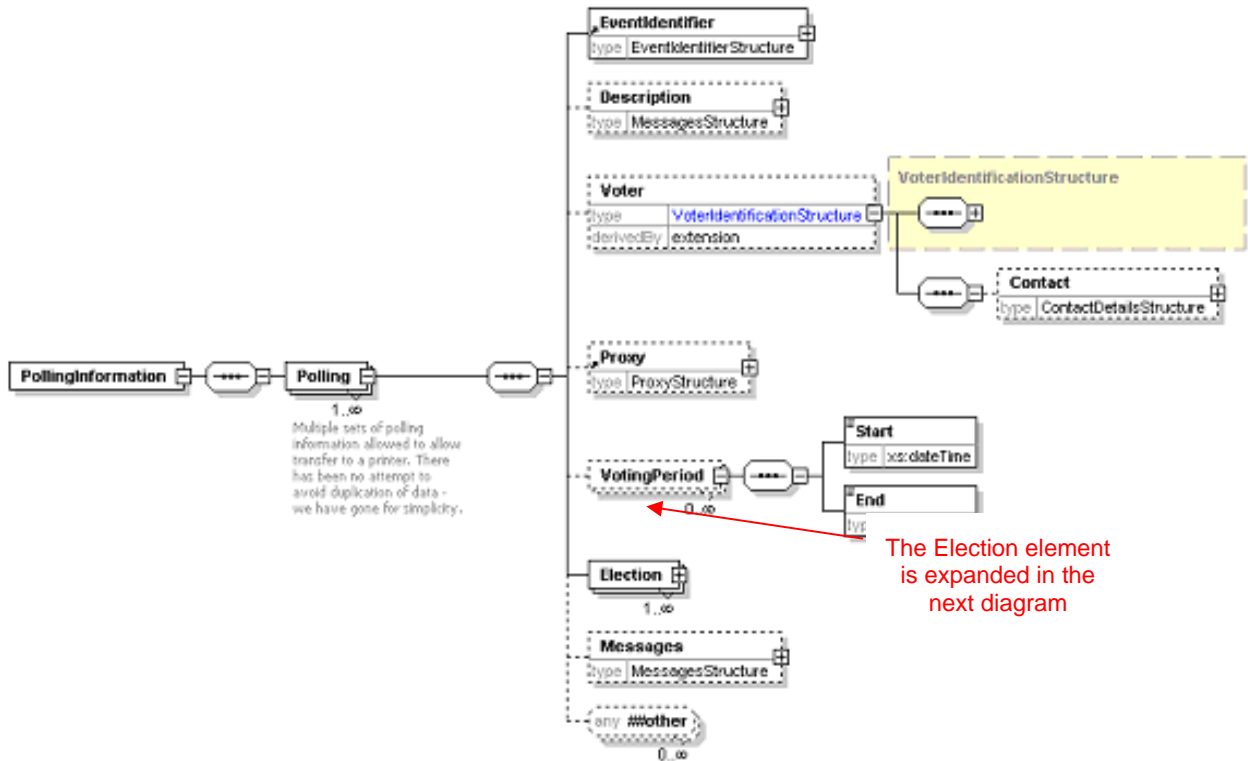 EventIdentifier
type EventIdentifierStructure
Description
type MessagesStructure
VoterIdentificationStructure
Voter
type VoterIdentificationStructure
derivedBy extension
Contact
type ContactDetailsStructure
Proxy
type ProxyStructure
PollingInformation
Polling
1..∞
Multiple sets of polling
information allowed to allow
transfer to a printer. There
has been no attempt to
avoid duplication of data -
we have gone for simplicity.
Start
type xs:dateTime
VotingPeriod
0..∞
End
The Election element
is expanded in the
next diagram
Election
1..∞
Messages
type MessagesStructure
any ##other
0..∞